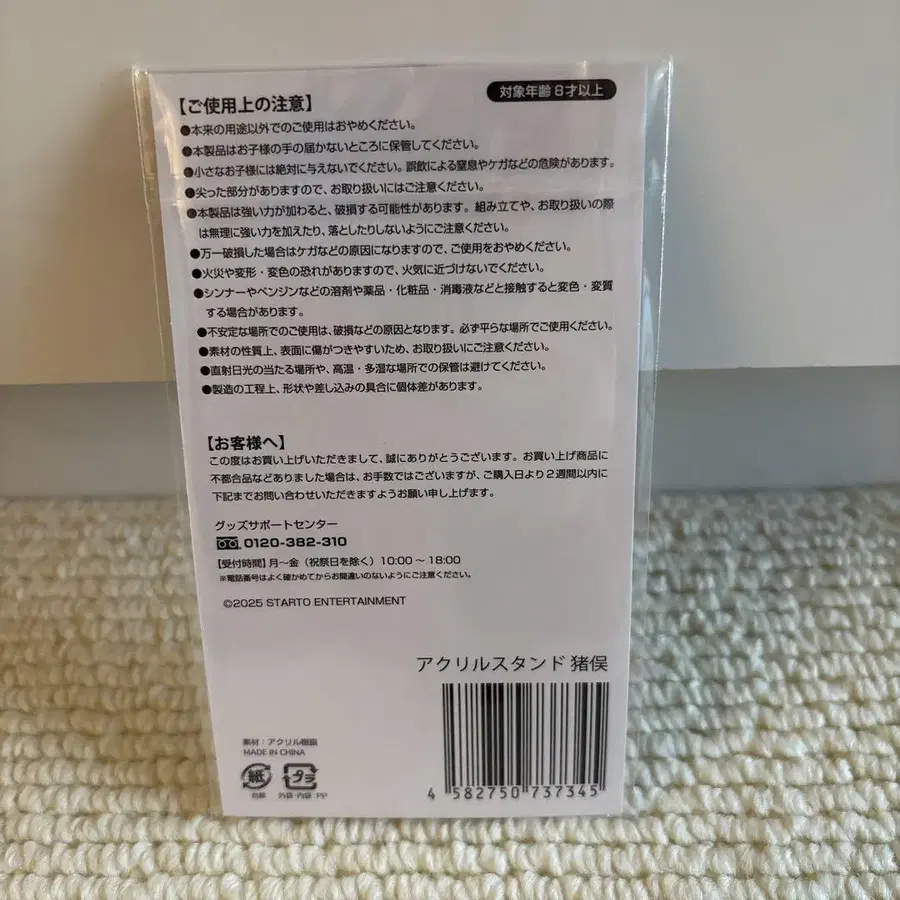 【ご使用上の注意】
対象年齢8才以上
●本来の用途以外でのご使用はおやめください。
●本製品はお子様の手の届かないところに保管してください。
●小さなお子様には絶対に与えないでください。誤飲による窒息やケガなどの危険があります。
●尖った部分がありますので、お取り扱いにはご注意ください。
●本製品は強い力が加わると、破損する可能性があります。組み立てや、お取り扱いの際
は無理に強い力を加えたり、落としたりしないようにご注意ください。
●万一破損した場合はケガなどの原因になりますので、ご使用をおやめください。
●火災や変形・変色の恐れがありますので、火気に近づけないでください。
●シンナーやベンジンなどの溶剤や薬品・化粧品・消毒液などと接触すると変色・変質
する場合があります。
●不安定な場所でのご使用は、破損などの原因となります。必ず平らな場所でご使用ください。
●素材の性質上、表面に傷がつきやすいため、お取り扱いにご注意ください。
●直射日光の当たる場所や、高温・多湿な場所での保管は避けてください。
●製造の工程上、形状や差し込みの具合に個体差があります。
【お客様へ】
この度はお買い上げいただきまして、誠にありがとうございます。お買い上げ商品に
不都合品などありました場合は、お手数ではございますが、ご購入日より2週間以内に
下記までお問い合わせいただきますようお願い申し上げます。
グッズサポートセンター
0120-382-310
【受付時間】月〜金（祝祭日を除く）10:00〜18:00
※電話番号はよく確かめてからお間違いのないようにご注意ください。
©2025 STARTO ENTERTAINMENT
アクリルスタンド 猪俣
素材：アクリル樹脂
MADE IN CHINA
紙
プラ
台紙
外袋・内袋：PP
4 582750 737345